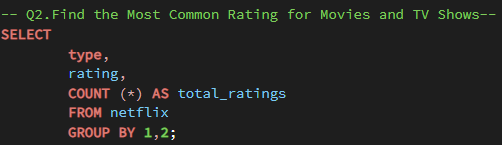 -- Q2.Find the Most Common Rating for Movies and TV Shows--
SELECT
type,
rating,
COUNT (*) AS total_ratings
FROM netflix
GROUP BY 1,2;